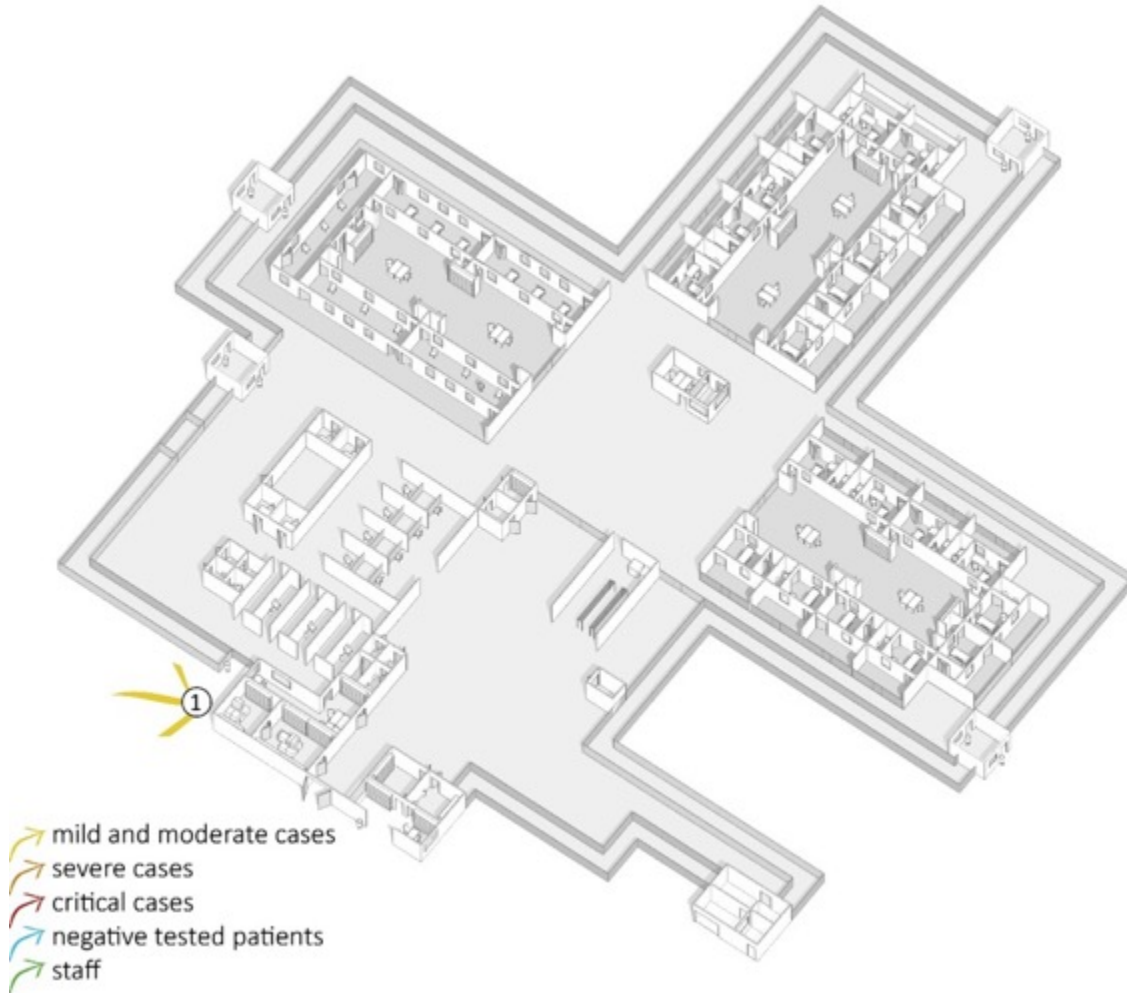 1
mild and moderate cases
severe cases
critical cases
negative tested patients
staff